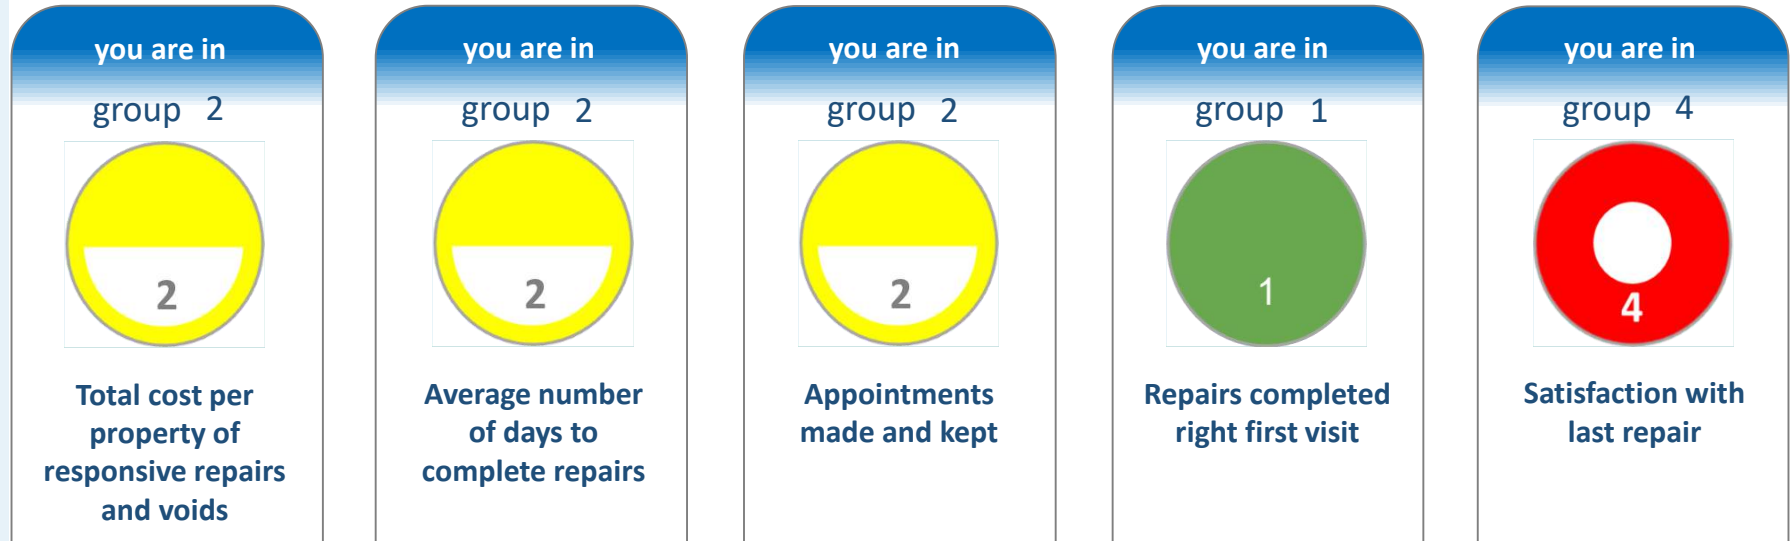 you are in
group 2
2
Total cost per
property of
responsive repairs
and voids
you are in
group 2
2
Average number
of days to
complete repairs
you are in
group 2
2
Appointments
made and kept
you are in
group 1
1
Repairs completed
right first visit
you are in
group 4
4
Satisfaction with
last repair